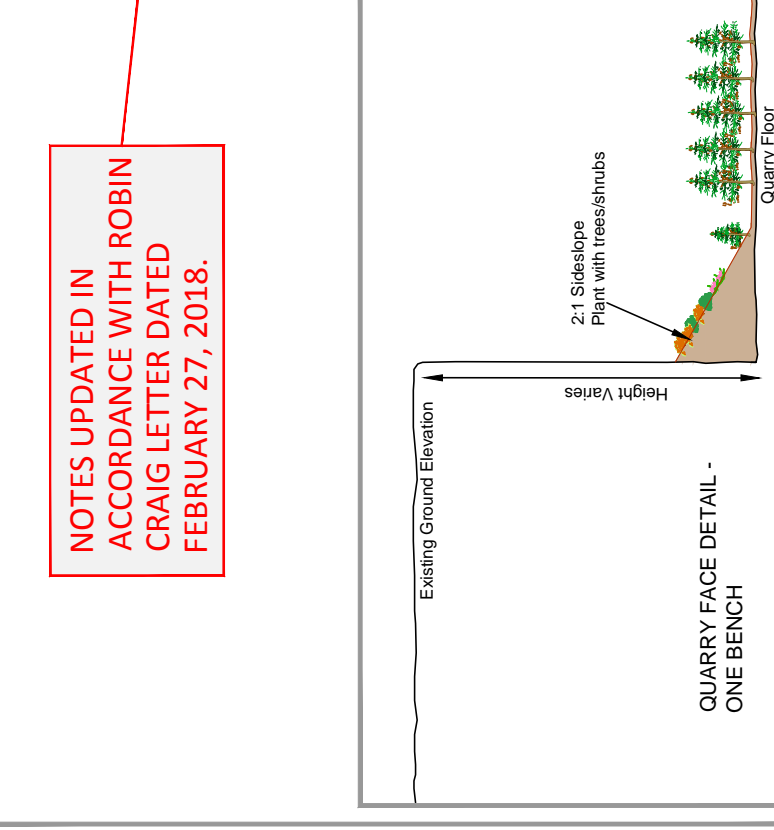 NOTES UPDATED IN
ACCORDANCE WITH ROBIN
CRAIG LETTER DATED
FEBRUARY 27, 2018.
Existing Ground Elevation
2:1 Sideslope
Plant with trees/shrubs
Height Varies
Quarry Floor
QUARRY FACE DETAIL -
ONE BENCH